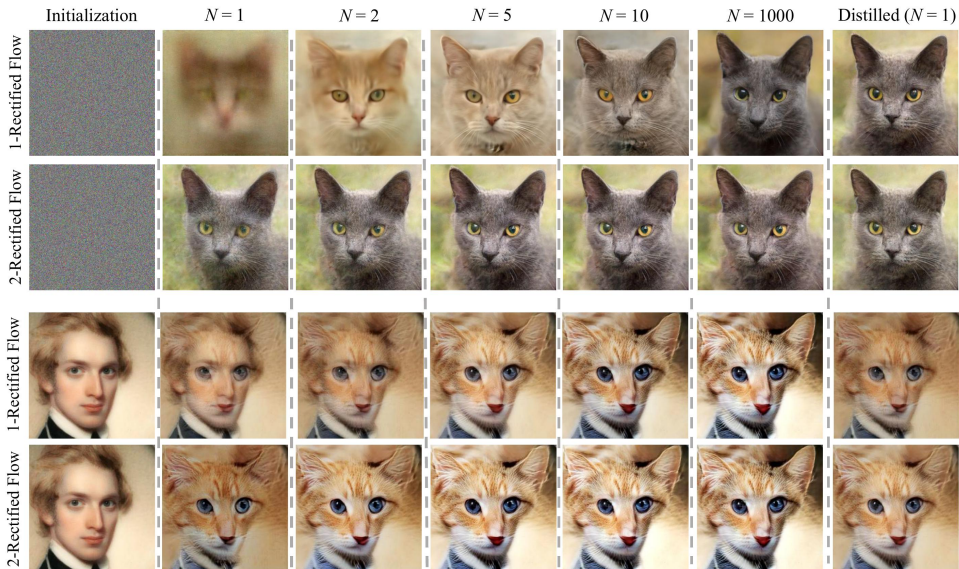 Initialization N = 1 N = 2 N = 5 N = 10 N = 1000 Distilled (N = 1)
1-Rectified Flow
2-Rectified Flow
1-Rectified Flow
2-Rectified Flow